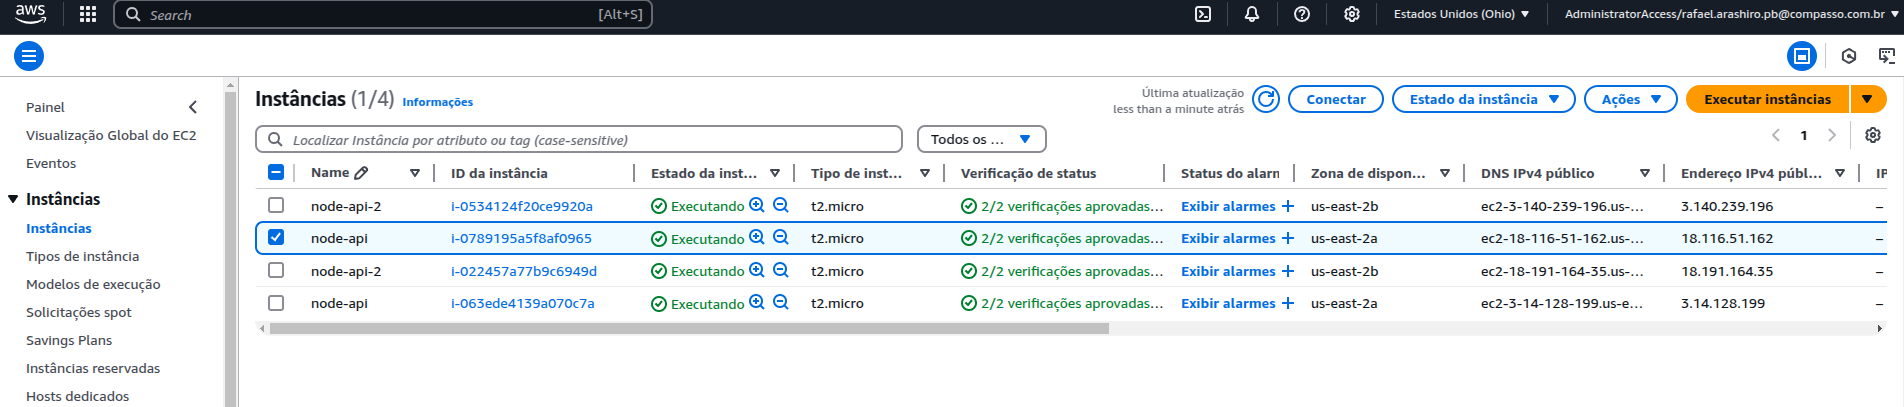 aws Search [Alt+S] Estados Unidos (Ohio) AdministratorAccess/rafael.arashiro.pb@compasso.com.br
Painel
Visualização Global do EC2
Eventos
Instâncias
Instâncias
Tipos de instância
Modelos de execução
Solicitações spot
Savings Plans
Instâncias reservadas
Hosts dedicados
Instâncias (1/4) Informações
Última atualização
less than a minute atrás
Conectar Estado da instância Ações Executar instâncias
Localizar Instância por atributo ou tag (case-sensitive) Todos os ... 1
Name ID da instância Estado da inst... Tipo de inst... Verificação de status Status do alarn Zona de dispon... DNS IPv4 público Endereço IPv4 públ... IP
node-api-2 i-0534124f20ce9920a Executando t2.micro 2/2 verificações aprovadas... Exibir alarmes + us-east-2b ec2-3-140-239-196.us-... 3.140.239.196 –
node-api i-0789195a5f8af0965 Executando t2.micro 2/2 verificações aprovadas... Exibir alarmes + us-east-2a ec2-18-116-51-162.us-... 18.116.51.162 –
node-api-2 i-022457a77b9c6949d Executando t2.micro 2/2 verificações aprovadas... Exibir alarmes + us-east-2b ec2-18-191-164-35.us-... 18.191.164.35 –
node-api i-063ede4139a070c7a Executando t2.micro 2/2 verificações aprovadas... Exibir alarmes + us-east-2a ec2-3-14-128-199.us-e... 3.14.128.199 –